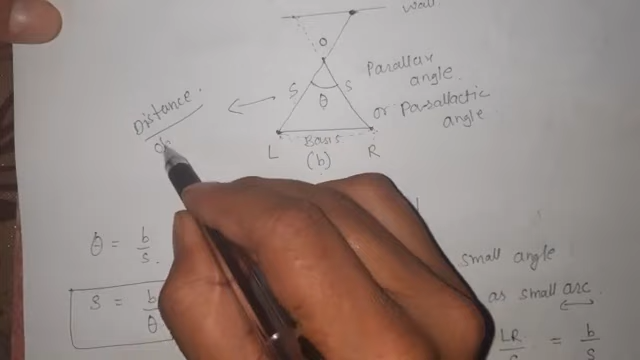 wall
O
S S
θ
Parallax
angle.
or Parallactic
angle.
Distance.
Basis
L (b) R
θ = b/s.
S = b/θ
small angle
as small arc.
LR = b/s